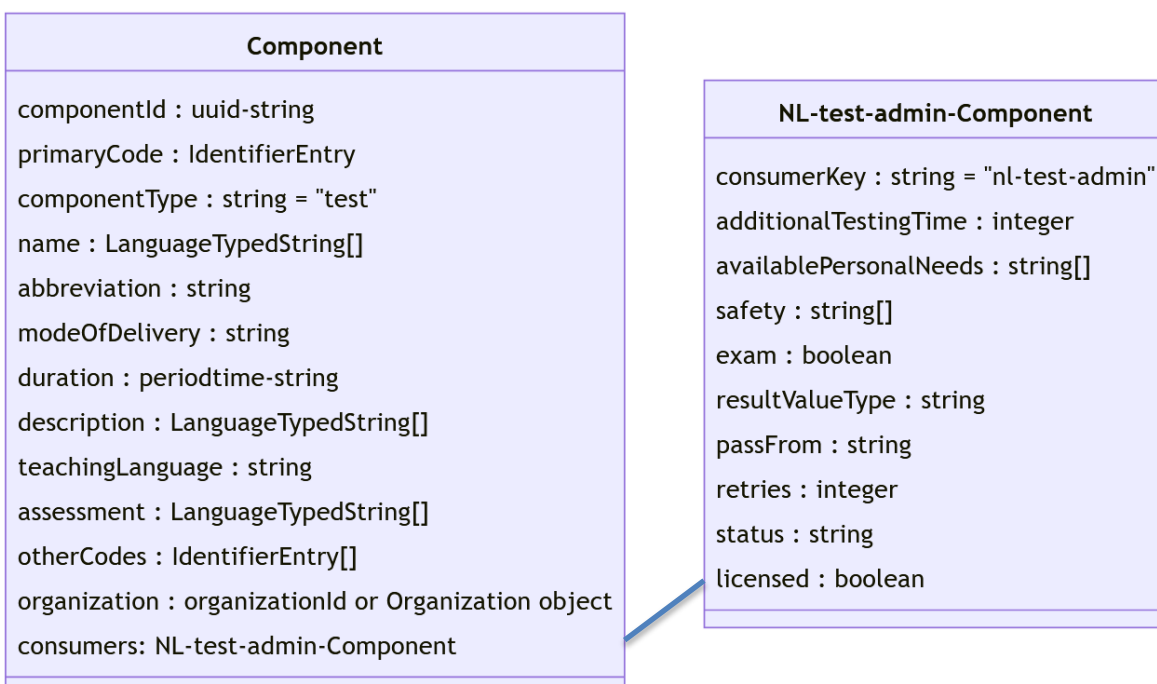 Component
componentId : uuid-string
primaryCode : IdentifierEntry
componentType : string = "test"
name : LanguageTypedString[]
abbreviation : string
modeOfDelivery : string
duration : periodtime-string
description : LanguageTypedString[]
teachingLanguage : string
assessment : LanguageTypedString[]
otherCodes : IdentifierEntry[]
organization : organizationId or Organization object
consumers: NL-test-admin-Component
NL-test-admin-Component
consumerKey : string = "nl-test-admin"
additionalTestingTime : integer
availablePersonalNeeds : string[]
safety : string[]
exam : boolean
resultValueType : string
passFrom : string
retries : integer
status : string
licensed : boolean